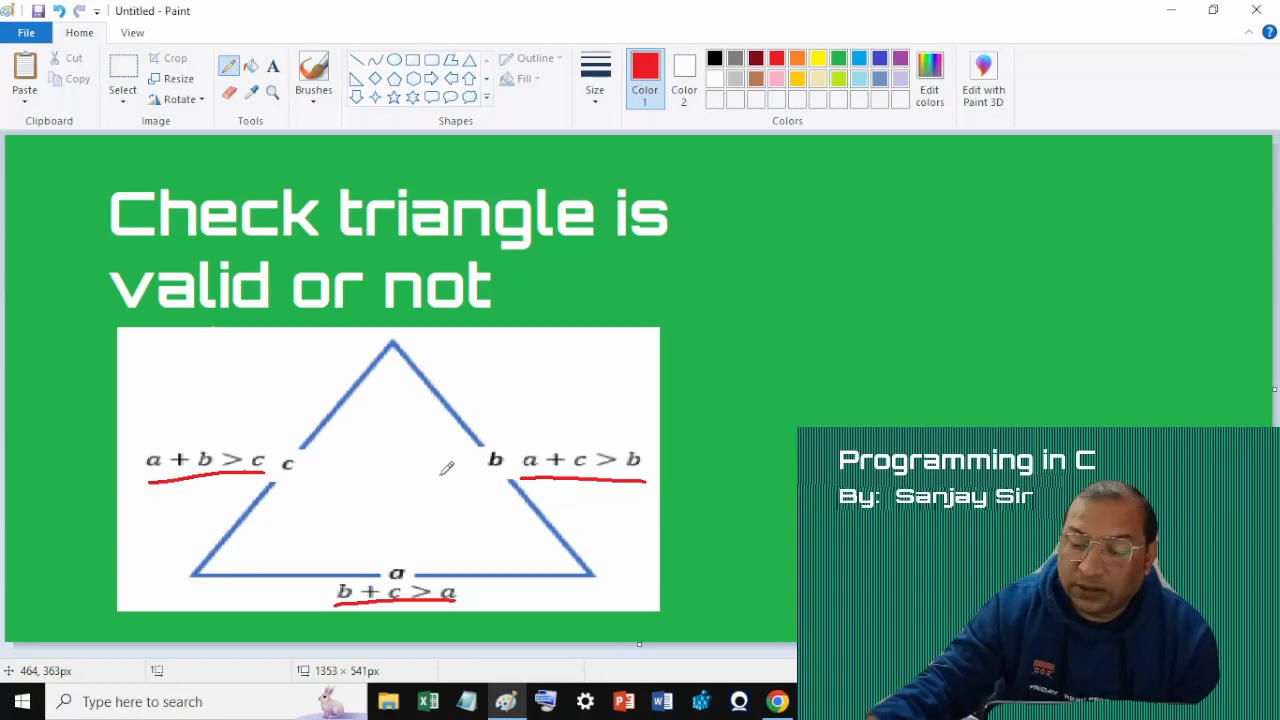 Untitled - Paint
File Home View
Paste
Cut
Copy
Clipboard
Select
Crop
Resize
Rotate
Image
A
Tools
Brushes
Outline
Fill
Shapes
Size
Color 1
Color 2
Colors
Edit colors
Edit with Paint 3D
Check triangle is
valid or not
a + b > c
c
b
a + c > b
a
b + c > a
Programming in C
By: Sanjay Sir
464, 363px
1353 × 541px
Type here to search